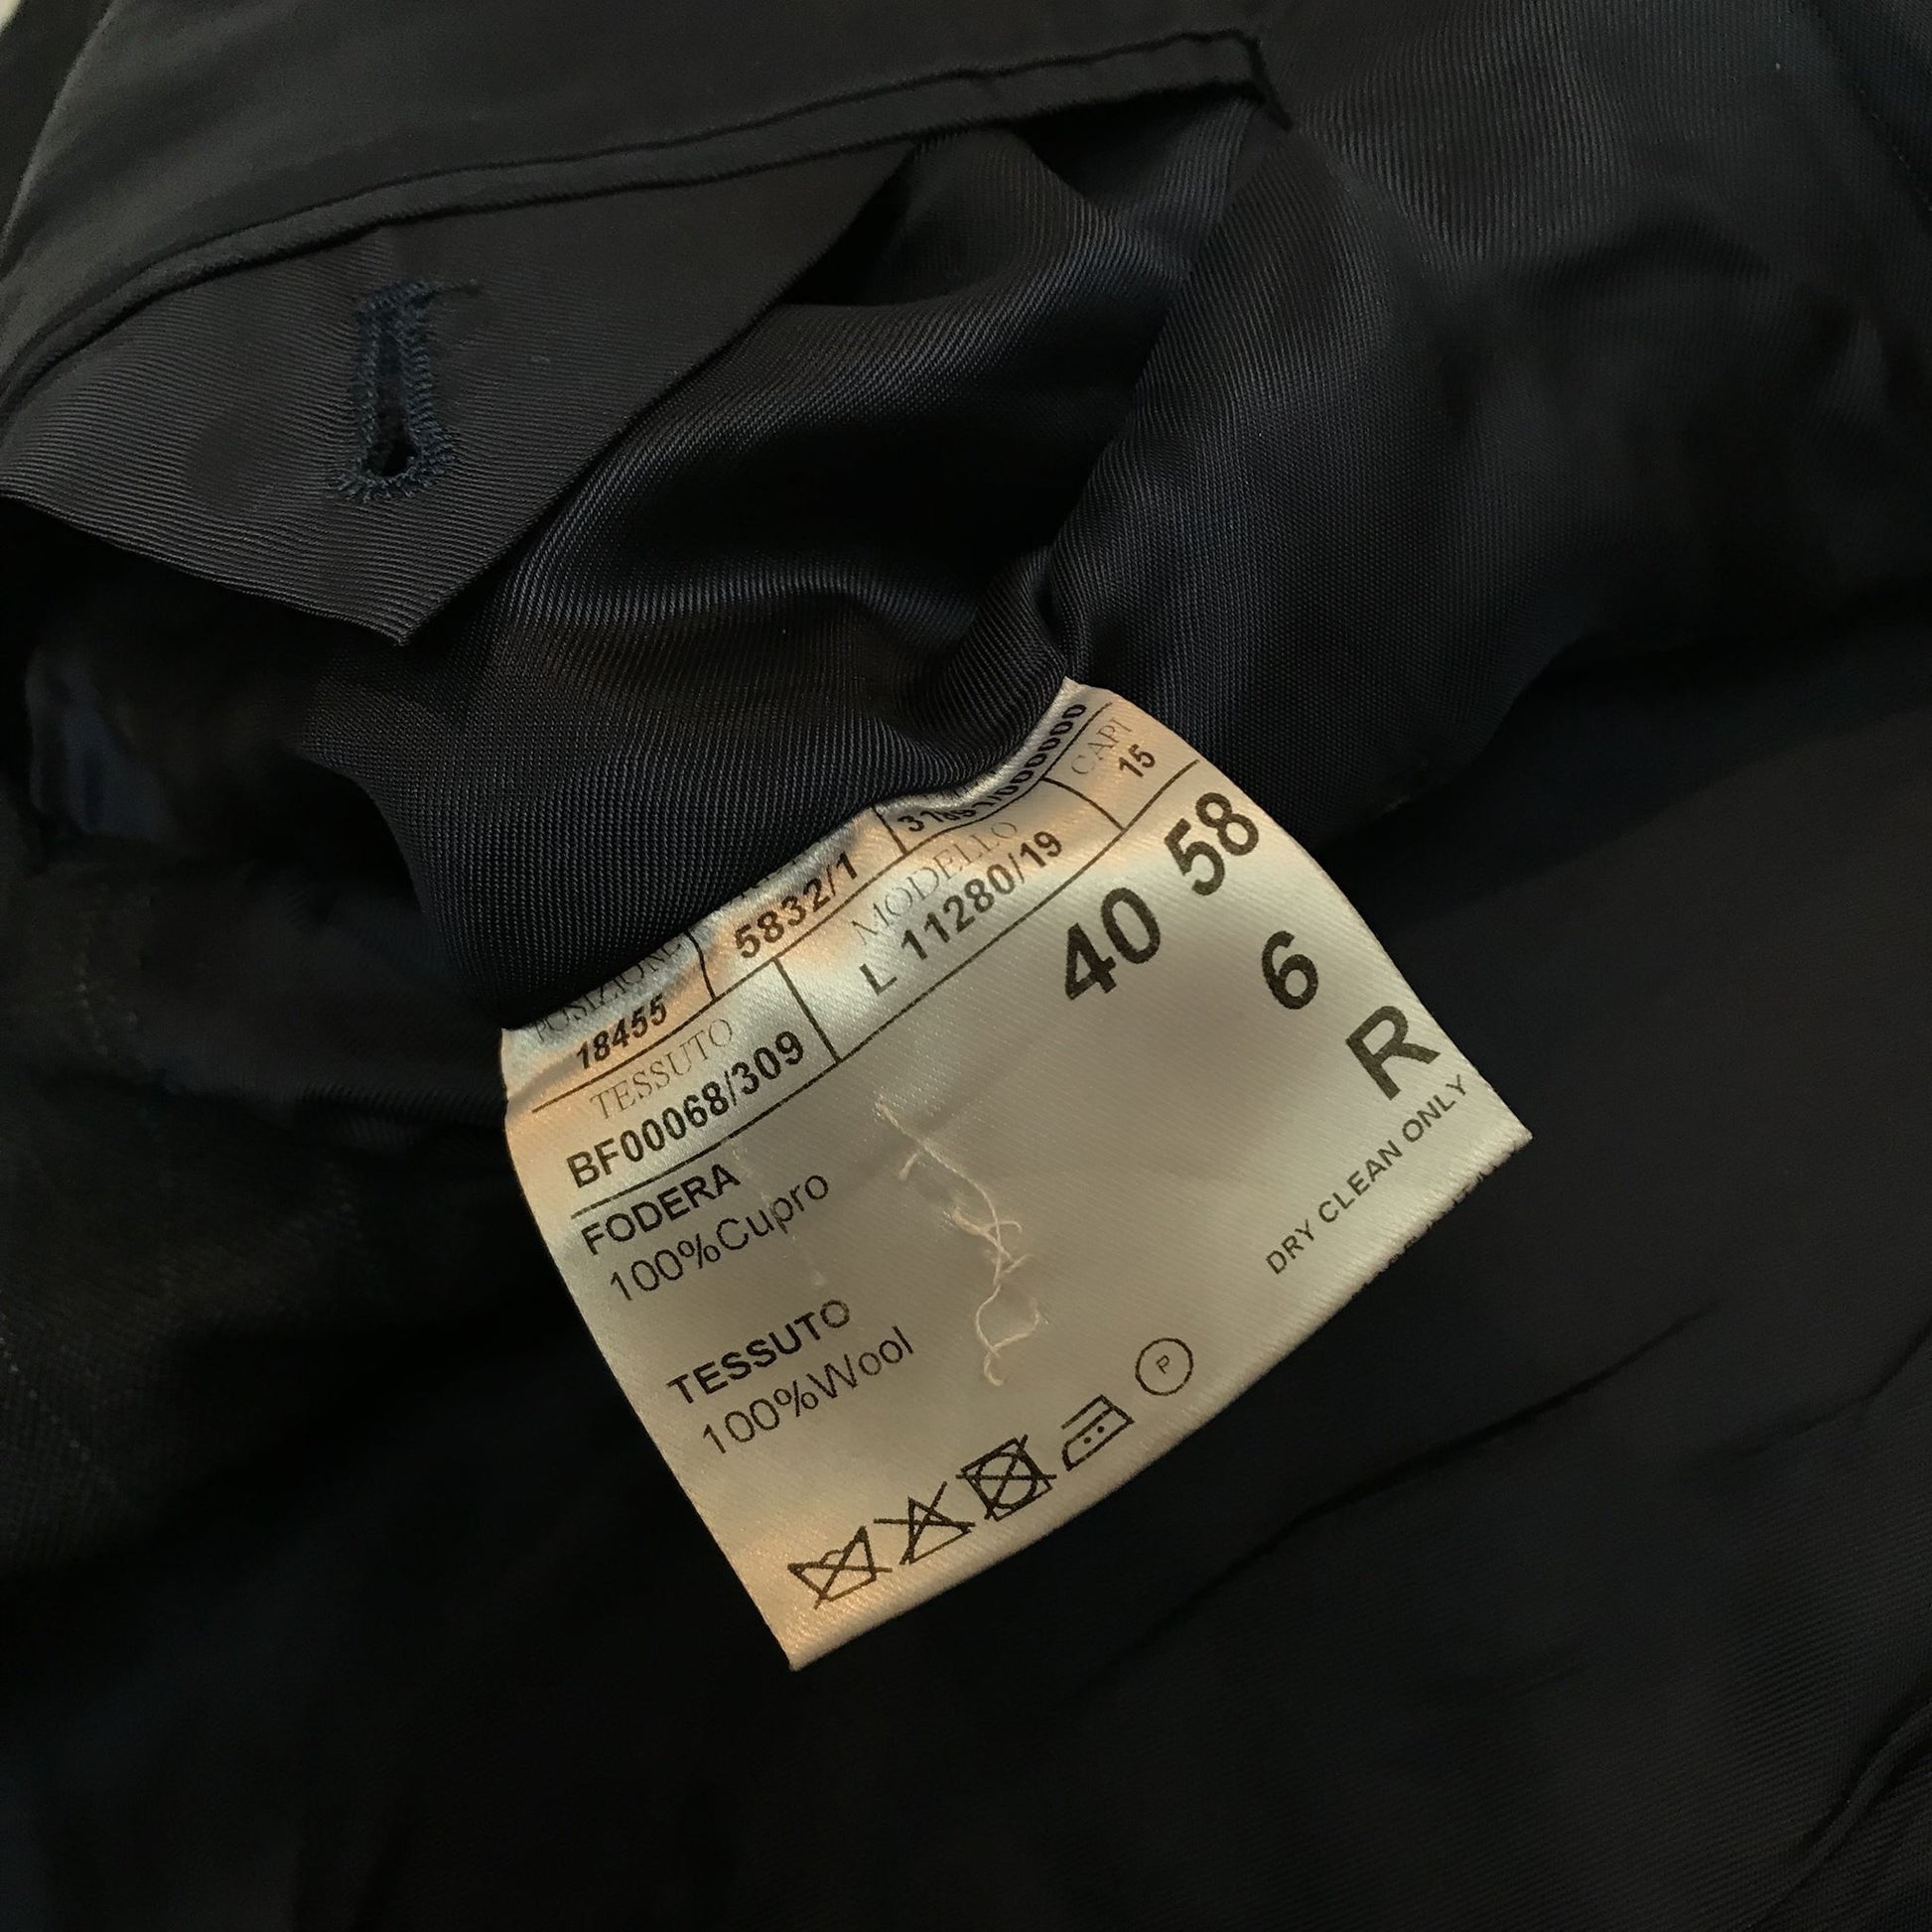 CAPI
15
POSIZIONE
18455
5832/1
MODELLO
L 11280/19
TESSUTO
BF00068/309
40 58
6
R
FODERA
100%Cupro
TESSUTO
100%Wool
DRY CLEAN ONLY
P